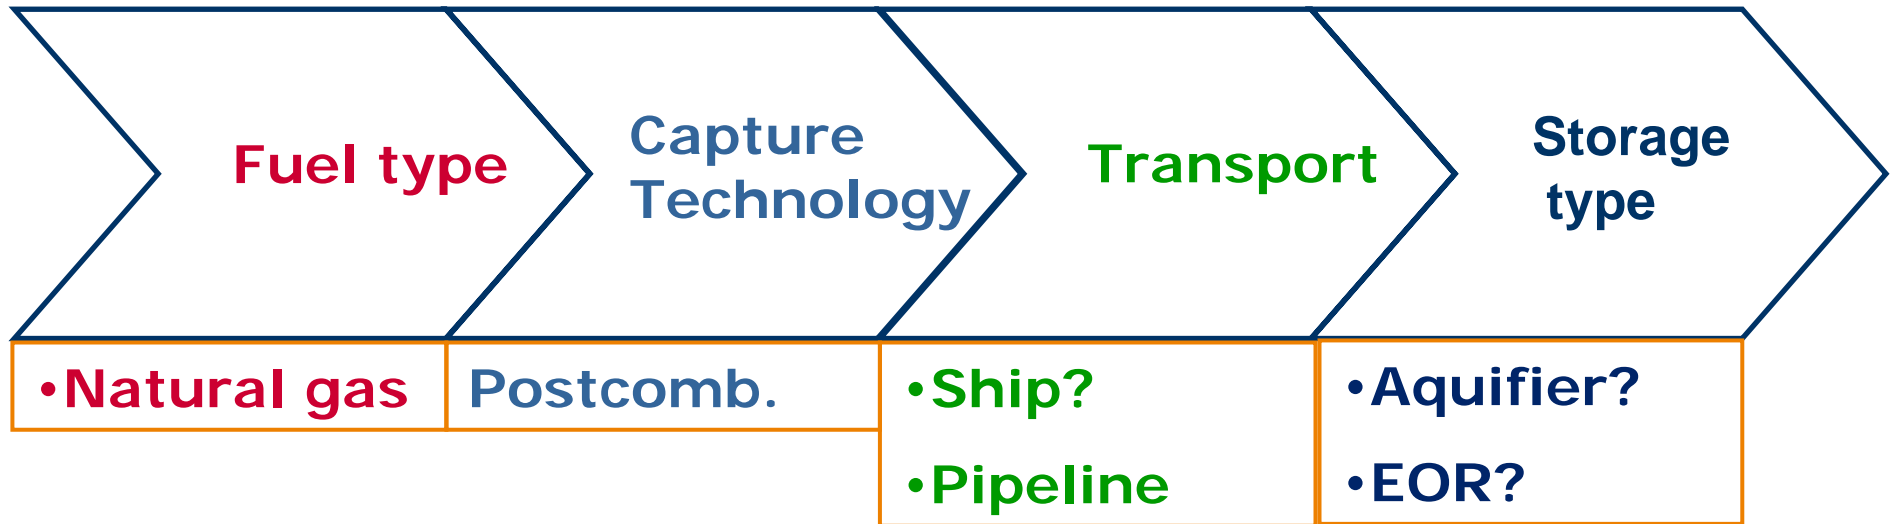 Fuel type
Capture
Technology
Transport
Storage
type
•Natural gas
Postcomb.
•Ship?
•Pipeline
•Aquifier?
•EOR?